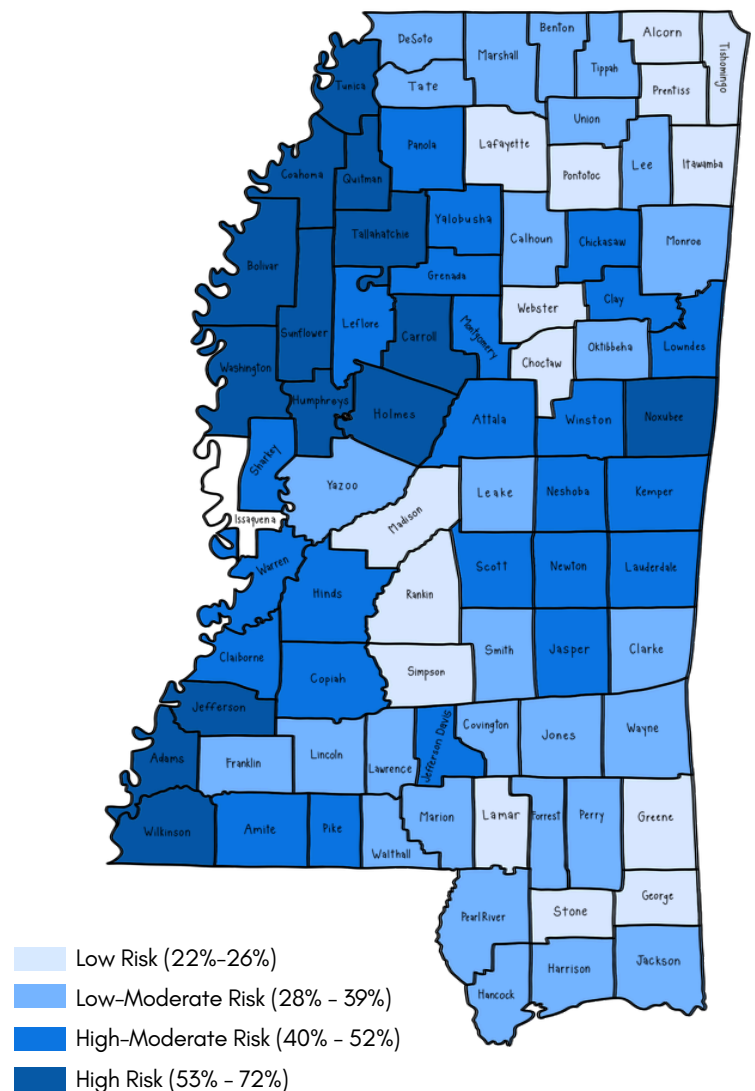 DeSoto
Marshall
Benton
Tippah
Alcorn
Tishomingo
Tunica
Tate
Prentiss
Union
Panola
Lafayette
Pontotoc
Lee
Itawamba
Coahoma
Quitman
Yalobusha
Tallahatchie
Calhoun
Chickasaw
Monroe
Bolivar
Grenada
Webster
Clay
Sunflower
Leflore
Carroll
Montgomery
Choctaw
Oktibbeha
Lowndes
Washington
Humphreys
Holmes
Attala
Winston
Noxubee
Sharkey
Yazoo
Leake
Neshoba
Kemper
Issaquena
Madison
Warren
Hinds
Rankin
Scott
Newton
Lauderdale
Claiborne
Copiah
Simpson
Smith
Jasper
Clarke
Jefferson
Adams
Franklin
Lincoln
Lawrence
Jefferson Davis
Covington
Jones
Wayne
Wilkinson
Amite
Pike
Walthall
Marion
Lamar
Forrest
Perry
Greene
Pearl River
Stone
George
Hancock
Harrison
Jackson
Low Risk (22%-26%)
Low-Moderate Risk (28% - 39%)
High-Moderate Risk (40% - 52%)
High Risk (53% - 72%)